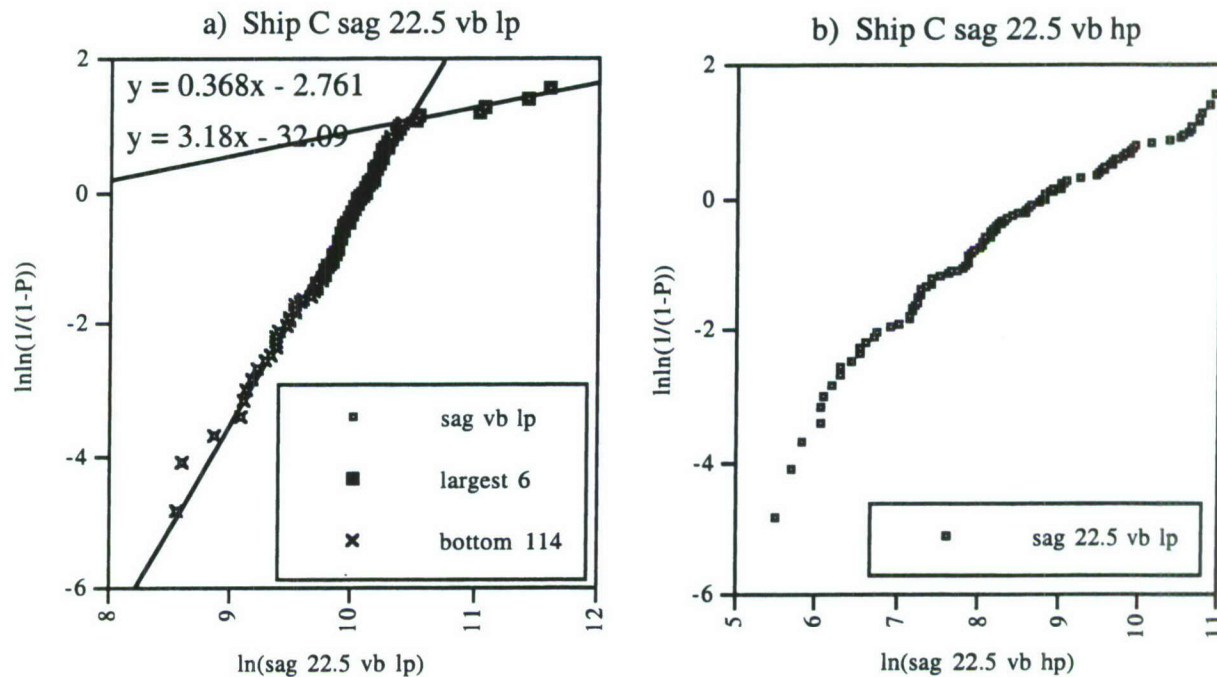 a) Ship C sag 22.5 vb lp
y = 0.368x - 2.761
y = 3.18x - 32.09
2
0
-2
-4
-6
lnln(1/(1-P))
sag vb lp
largest 6
bottom 114
8
9
10
11
12
ln(sag 22.5 vb lp)
b) Ship C sag 22.5 vb hp
2
0
-2
-4
-6
lnln(1/(1-P))
sag 22.5 vb lp
5
6
7
8
9
10
11
ln(sag 22.5 vb hp)